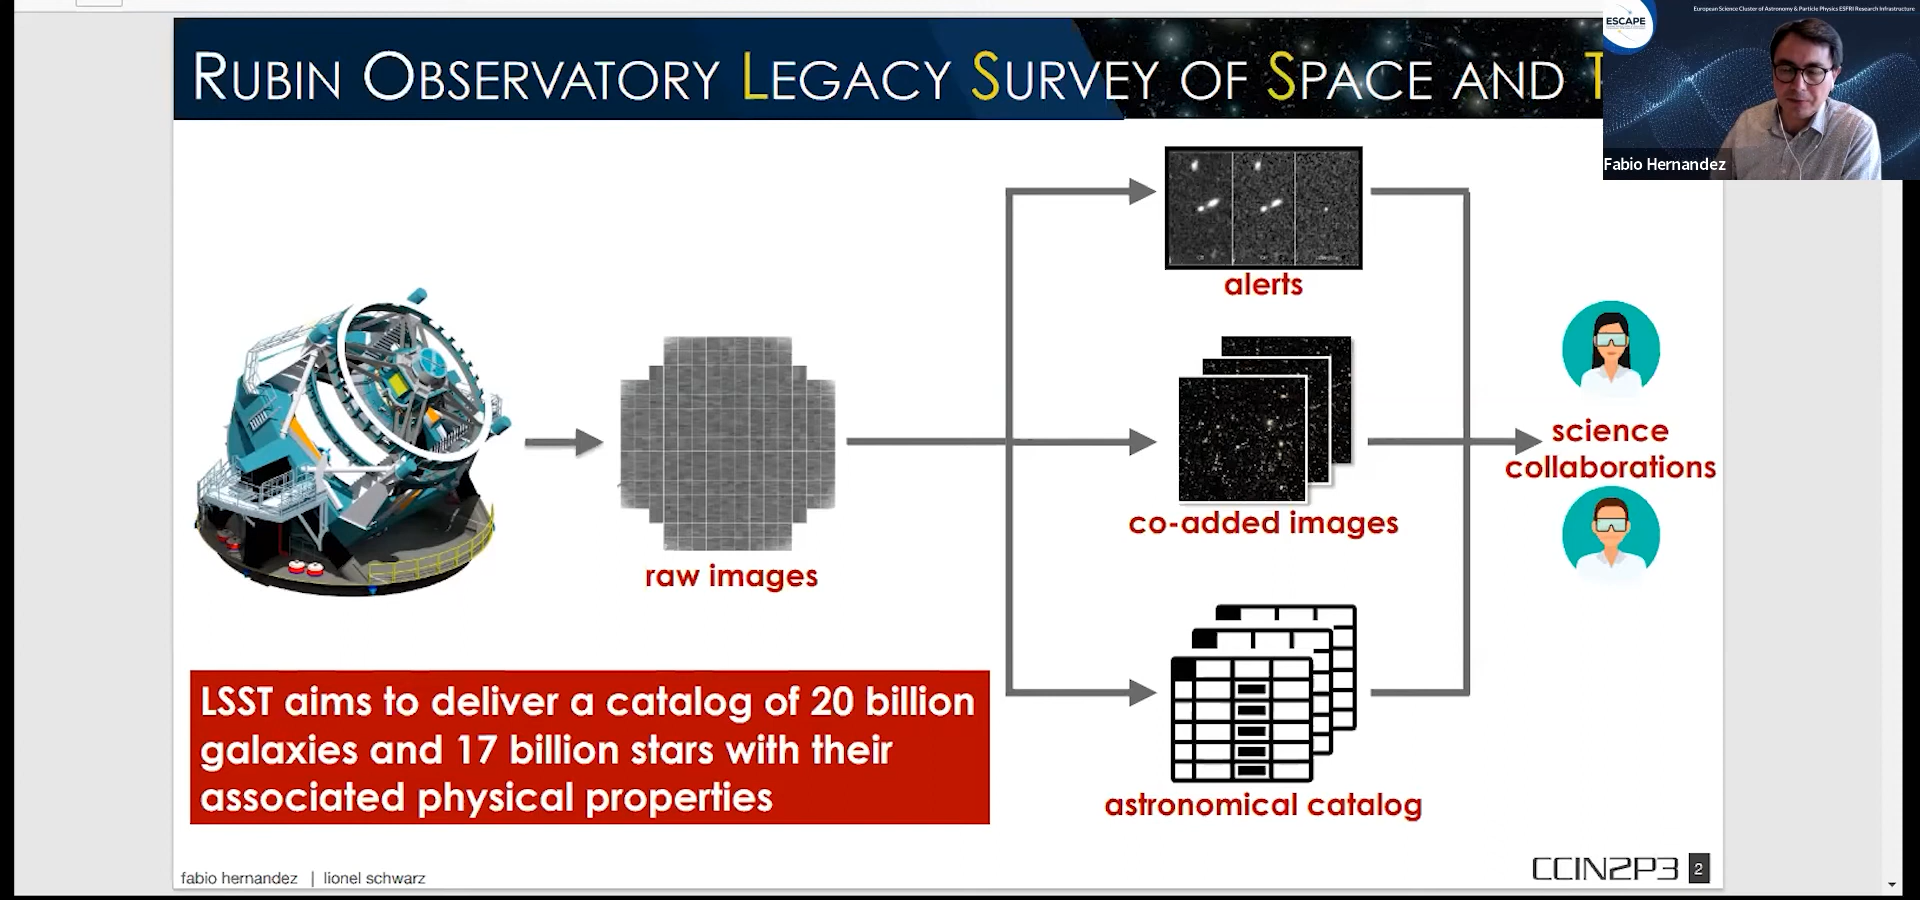 European Science Cluster of Astronomy & Particle Physics ESFRI Research Infrastructure
ESCAPE
RUBIN OBSERVATORY LEGACY SURVEY OF SPACE AND T
Fabio Hernandez
alerts
science
collaborations
co-added images
raw images
LSST aims to deliver a catalog of 20 billion
galaxies and 17 billion stars with their
associated physical properties
astronomical catalog
fabio hernandez | lionel schwarz
CCIN2P3 2